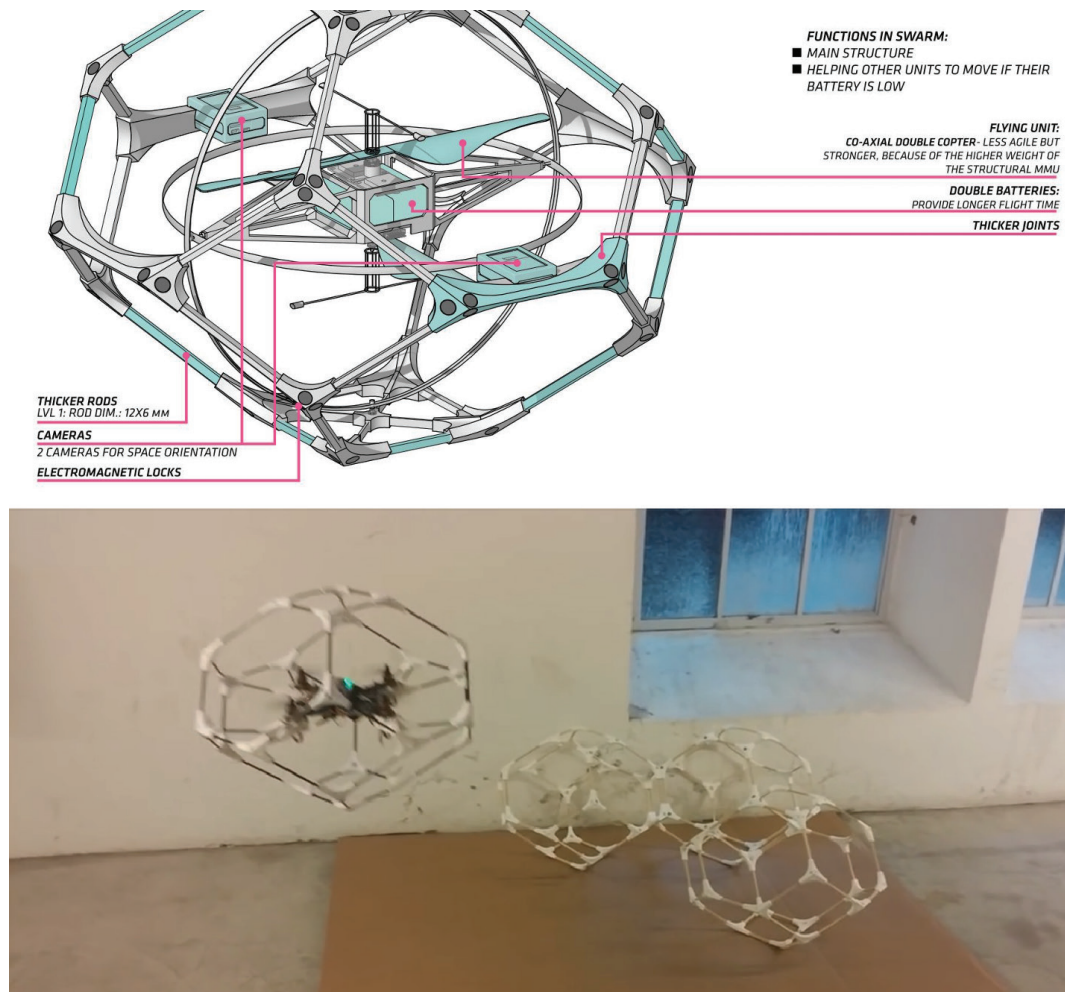 FUNCTIONS IN SWARM:
■ MAIN STRUCTURE
■ HELPING OTHER UNITS TO MOVE IF THEIR
BATTERY IS LOW
FLYING UNIT:
CO-AXIAL DOUBLE COPTER- LESS AGILE BUT
STRONGER, BECAUSE OF THE HIGHER WEIGHT OF
THE STRUCTURAL MMU
DOUBLE BATTERIES:
PROVIDE LONGER FLIGHT TIME
THICKER JOINTS
THICKER RODS
LVL 1: ROD DIM.: 12X6 MM
CAMERAS
2 CAMERAS FOR SPACE ORIENTATION
ELECTROMAGNETIC LOCKS